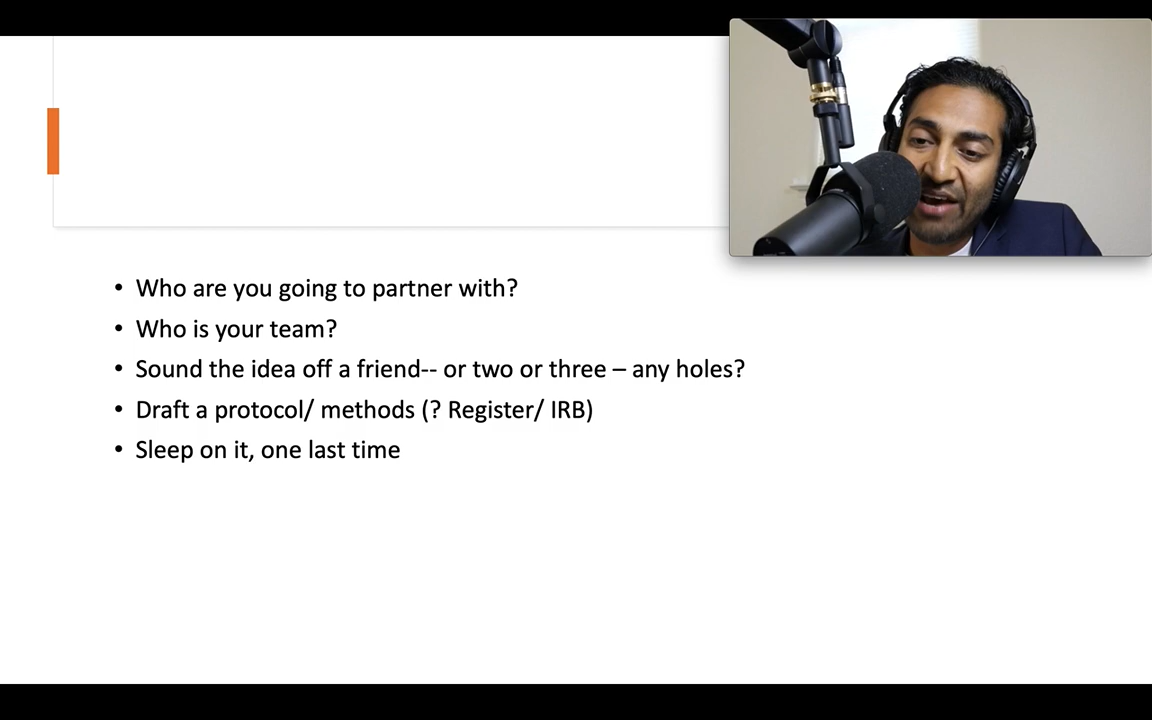 • Who are you going to partner with?
• Who is your team?
• Sound the idea off a friend-- or two or three – any holes?
• Draft a protocol/ methods (? Register/ IRB)
• Sleep on it, one last time